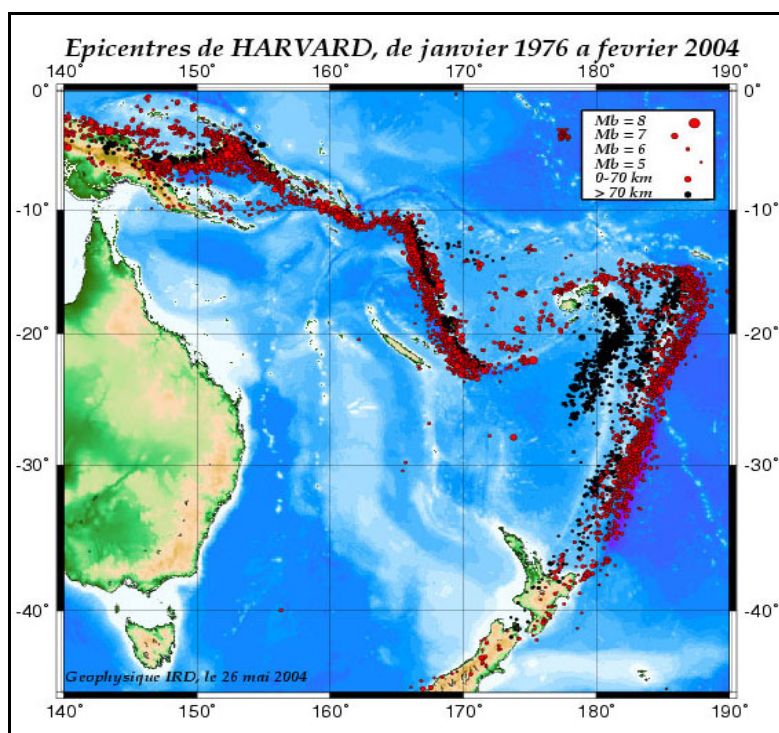 Epicentres de HARVARD, de janvier 1976 a fevrier 2004
140˚ 150˚ 160˚ 170˚ 180˚ 190˚
0˚ 0˚
Mb = 8
Mb = 7
Mb = 6
Mb = 5
0-70 km
> 70 km
-10˚ -10˚
-20˚ -20˚
-30˚ -30˚
-40˚ -40˚
Geophysique IRD, le 26 mai 2004
140˚ 150˚ 160˚ 170˚ 180˚ 190˚